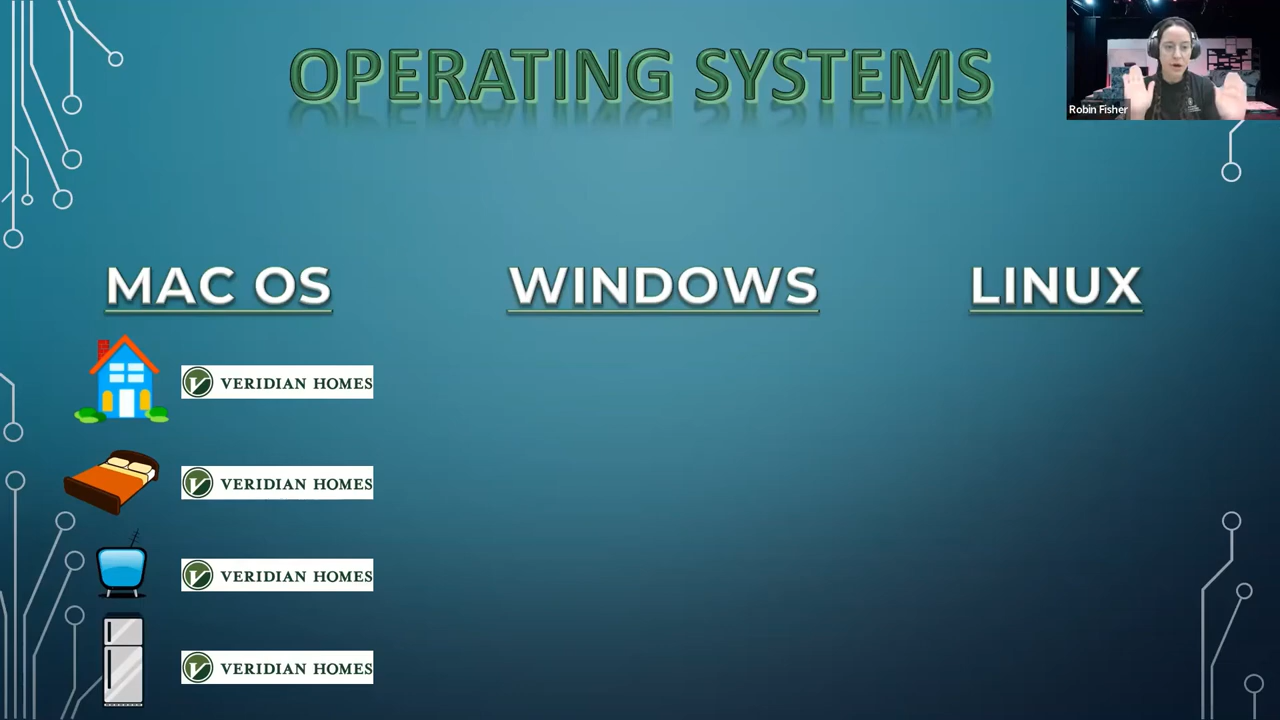 OPERATING SYSTEMS
Robin Fisher
MAC OS
WINDOWS
LINUX
VERIDIAN HOMES
VERIDIAN HOMES
VERIDIAN HOMES
VERIDIAN HOMES